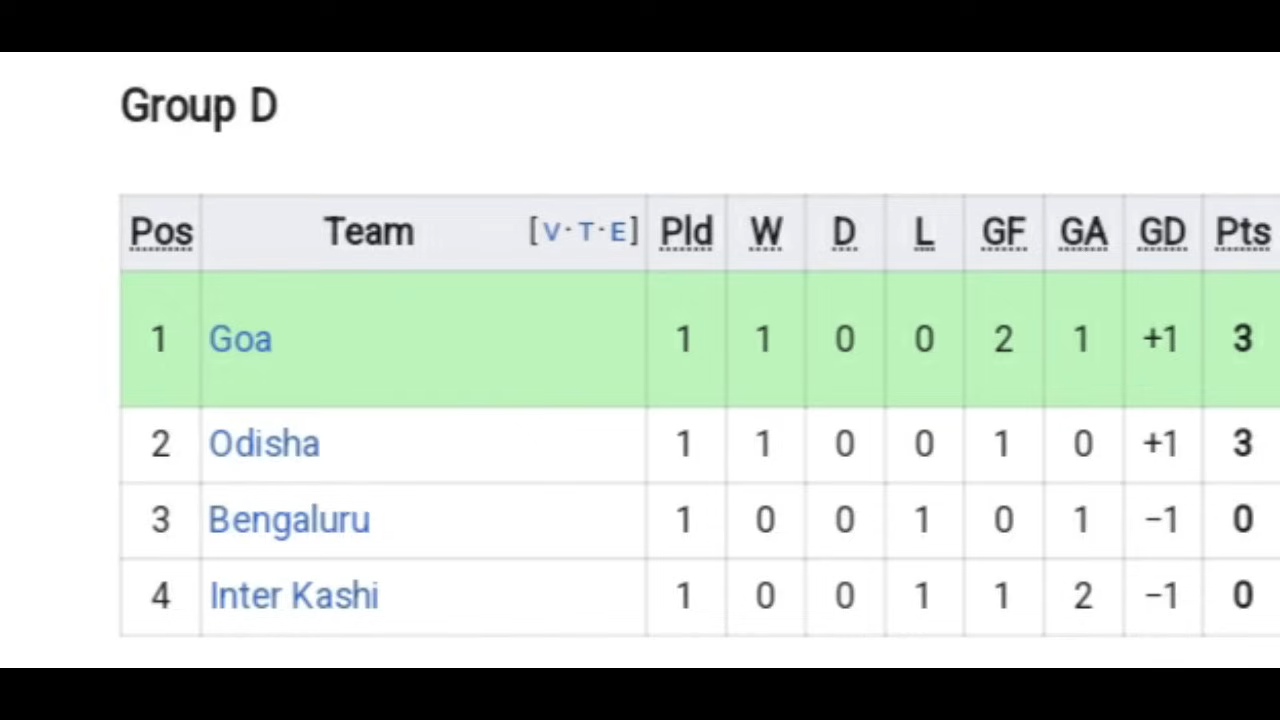 Group D
Pos Team [V·T·E] Pld W D L GF GA GD Pts
1 Goa 1 1 0 0 2 1 +1 3
2 Odisha 1 1 0 0 1 0 +1 3
3 Bengaluru 1 0 0 1 0 1 −1 0
4 Inter Kashi 1 0 0 1 1 2 −1 0